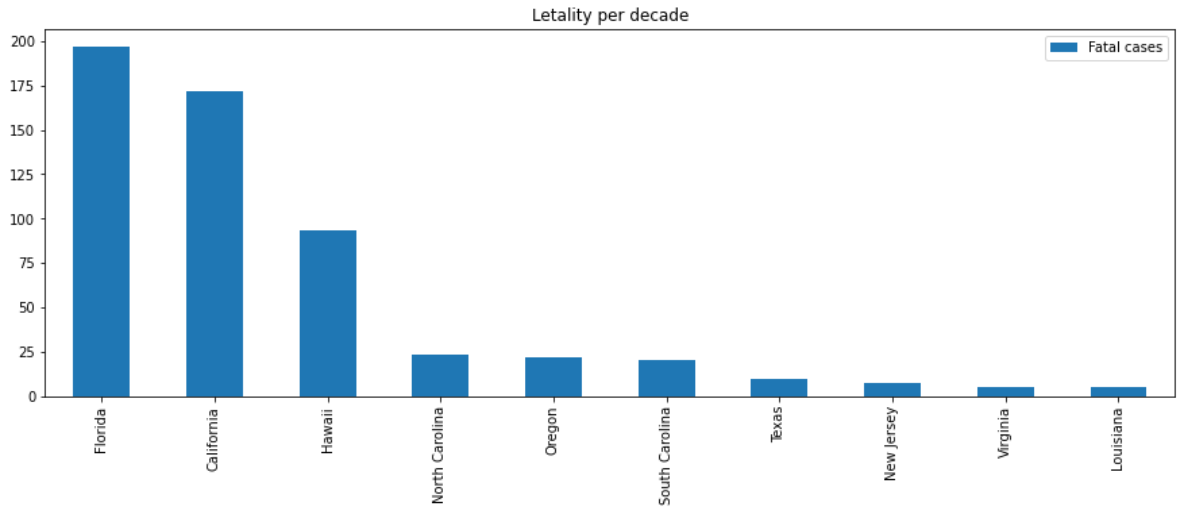 Letality per decade
Fatal cases
200
175
150
125
100
75
50
25
0
Florida
California
Hawaii
North Carolina
Oregon
South Carolina
Texas
New Jersey
Virginia
Louisiana